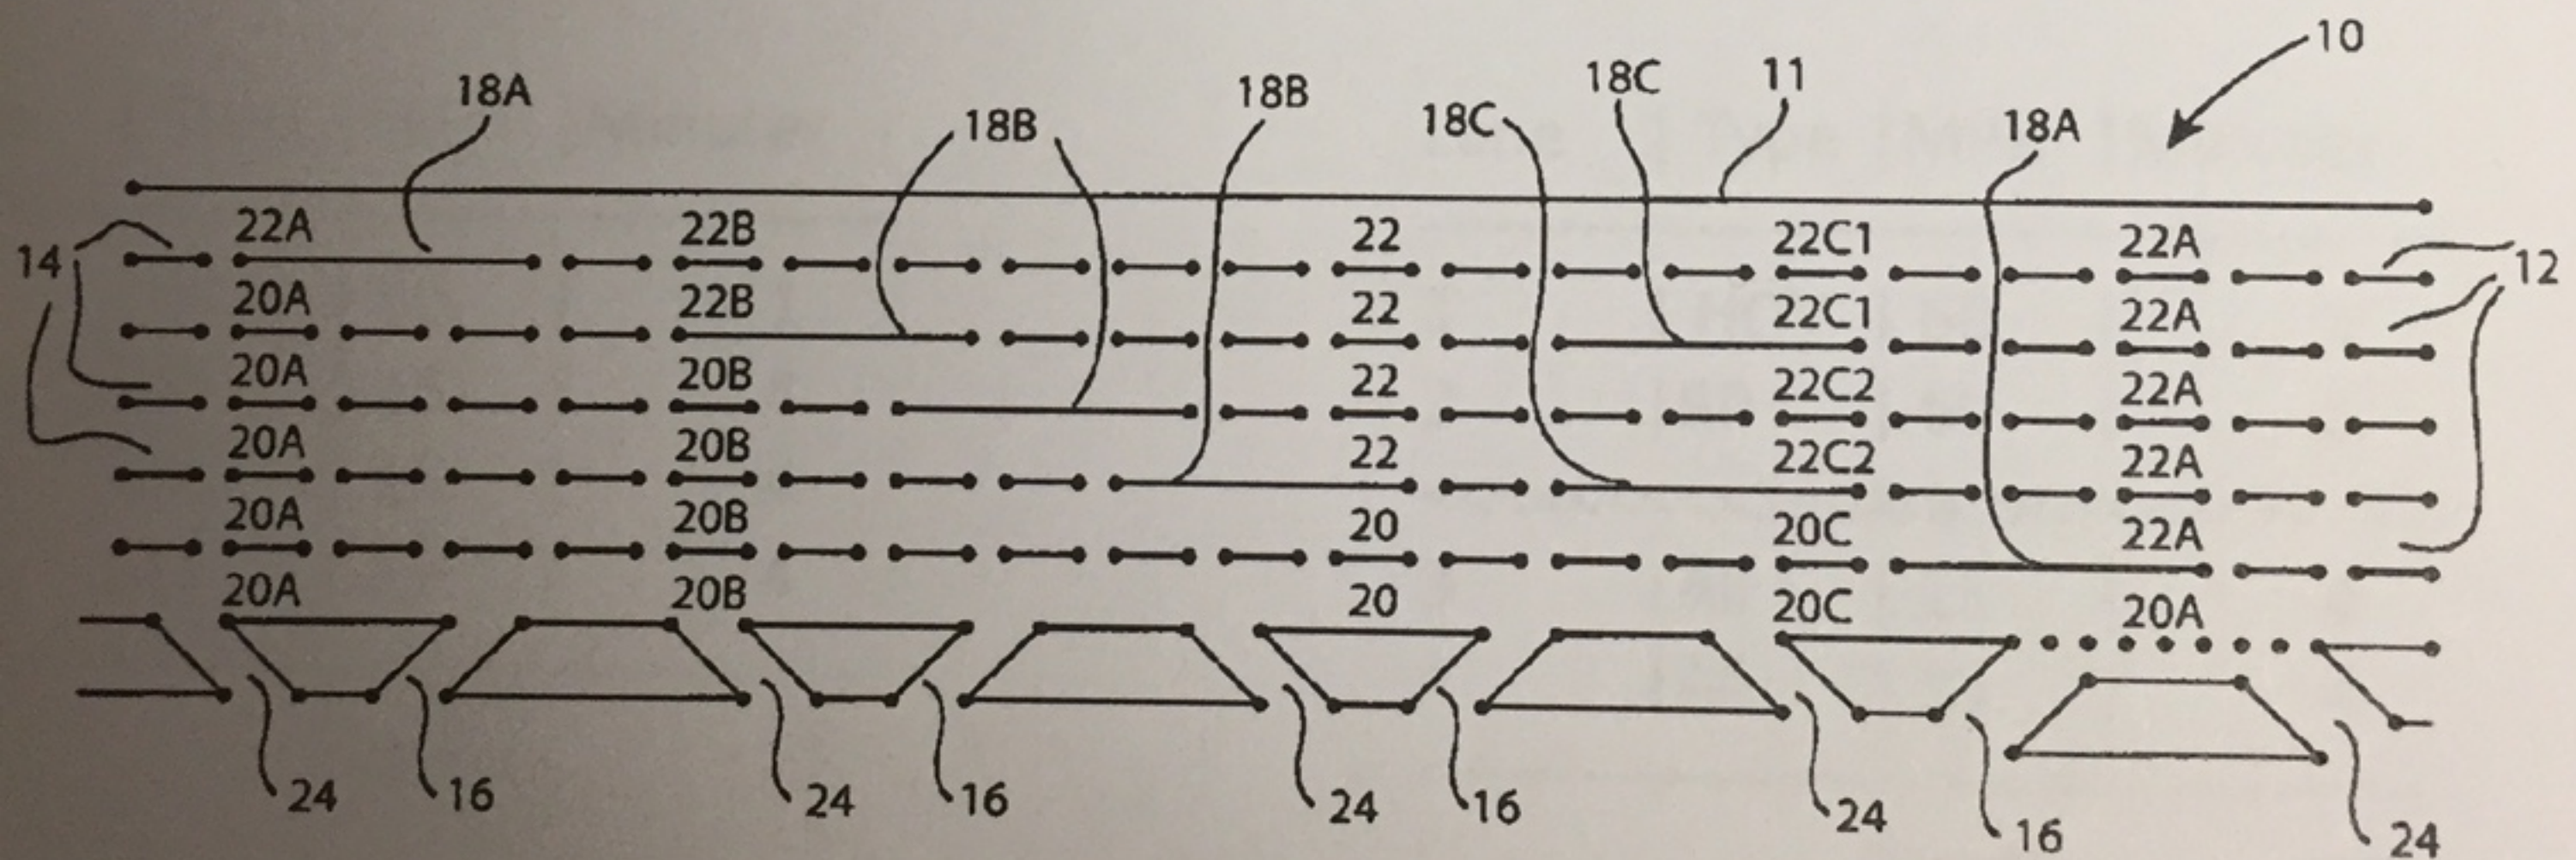 10
18A 18B 18B 18C 18C 11 18A
22A 22B 22 22C1 22A
14 12
20A 22B 22 22C1 22A
20A 20B 22 22C2 22A
20A 20B 22 22C2 22A
20A 20B 20 20C 22A
20A 20B 20 20C 20A
24 16 24 16 24 16 24 16 24